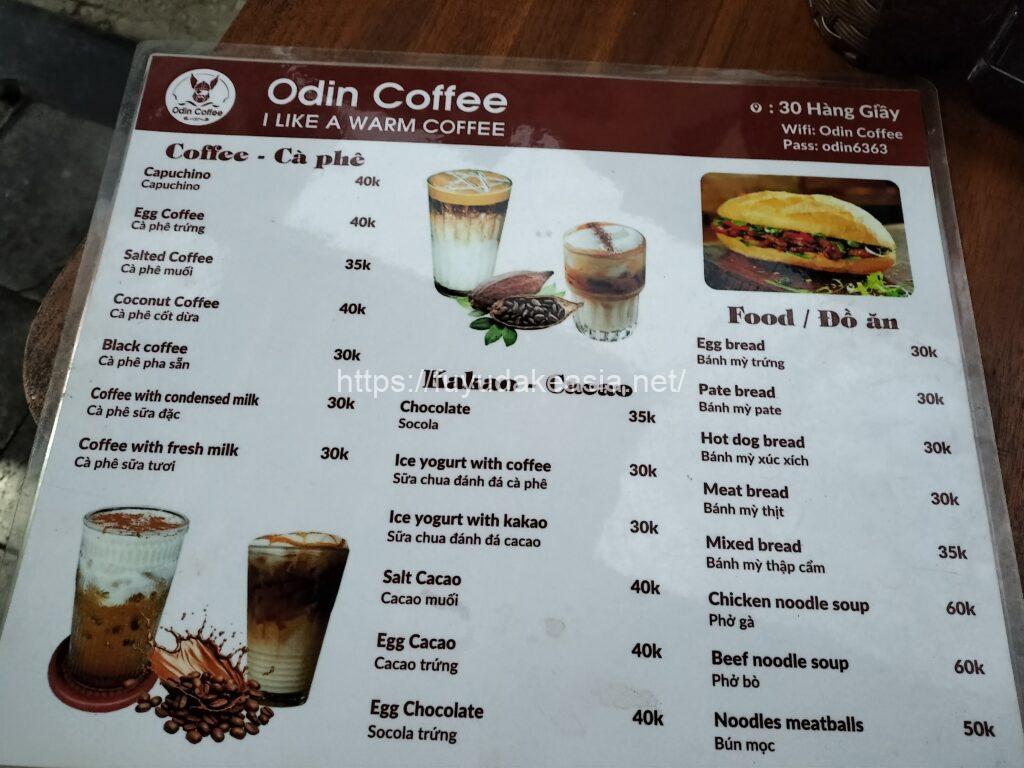 Odin Coffee
Odin Coffee
I LIKE A WARM COFFEE
: 30 Hàng Giầy
Wifi: Odin Coffee
Pass: odin6363
Coffee - Cà phê
Capuchino 40k
Capuchino
Egg Coffee 40k
Cà phê trứng
Salted Coffee 35k
Cà phê muối
Coconut Coffee 40k
Cà phê cốt dừa
Black coffee 30k
Cà phê pha sẵn
Coffee with condensed milk 30k
Cà phê sữa đặc
Coffee with fresh milk 30k
Cà phê sữa tươi
Kakao - Cacao
Chocolate 35k
Socola
Ice yogurt with coffee 30k
Sữa chua đánh đá cà phê
Ice yogurt with kakao 30k
Sữa chua đánh đá cacao
Salt Cacao 40k
Cacao muối
Egg Cacao 40k
Cacao trứng
Egg Chocolate 40k
Socola trứng
Food / Đồ ăn
Egg bread 30k
Bánh mỳ trứng
Pate bread 30k
Bánh mỳ pate
Hot dog bread 30k
Bánh mỳ xúc xích
Meat bread 30k
Bánh mỳ thịt
Mixed bread 35k
Bánh mỳ thập cẩm
Chicken noodle soup 60k
Phở gà
Beef noodle soup 60k
Phở bò
Noodles meatballs 50k
Bún mọc